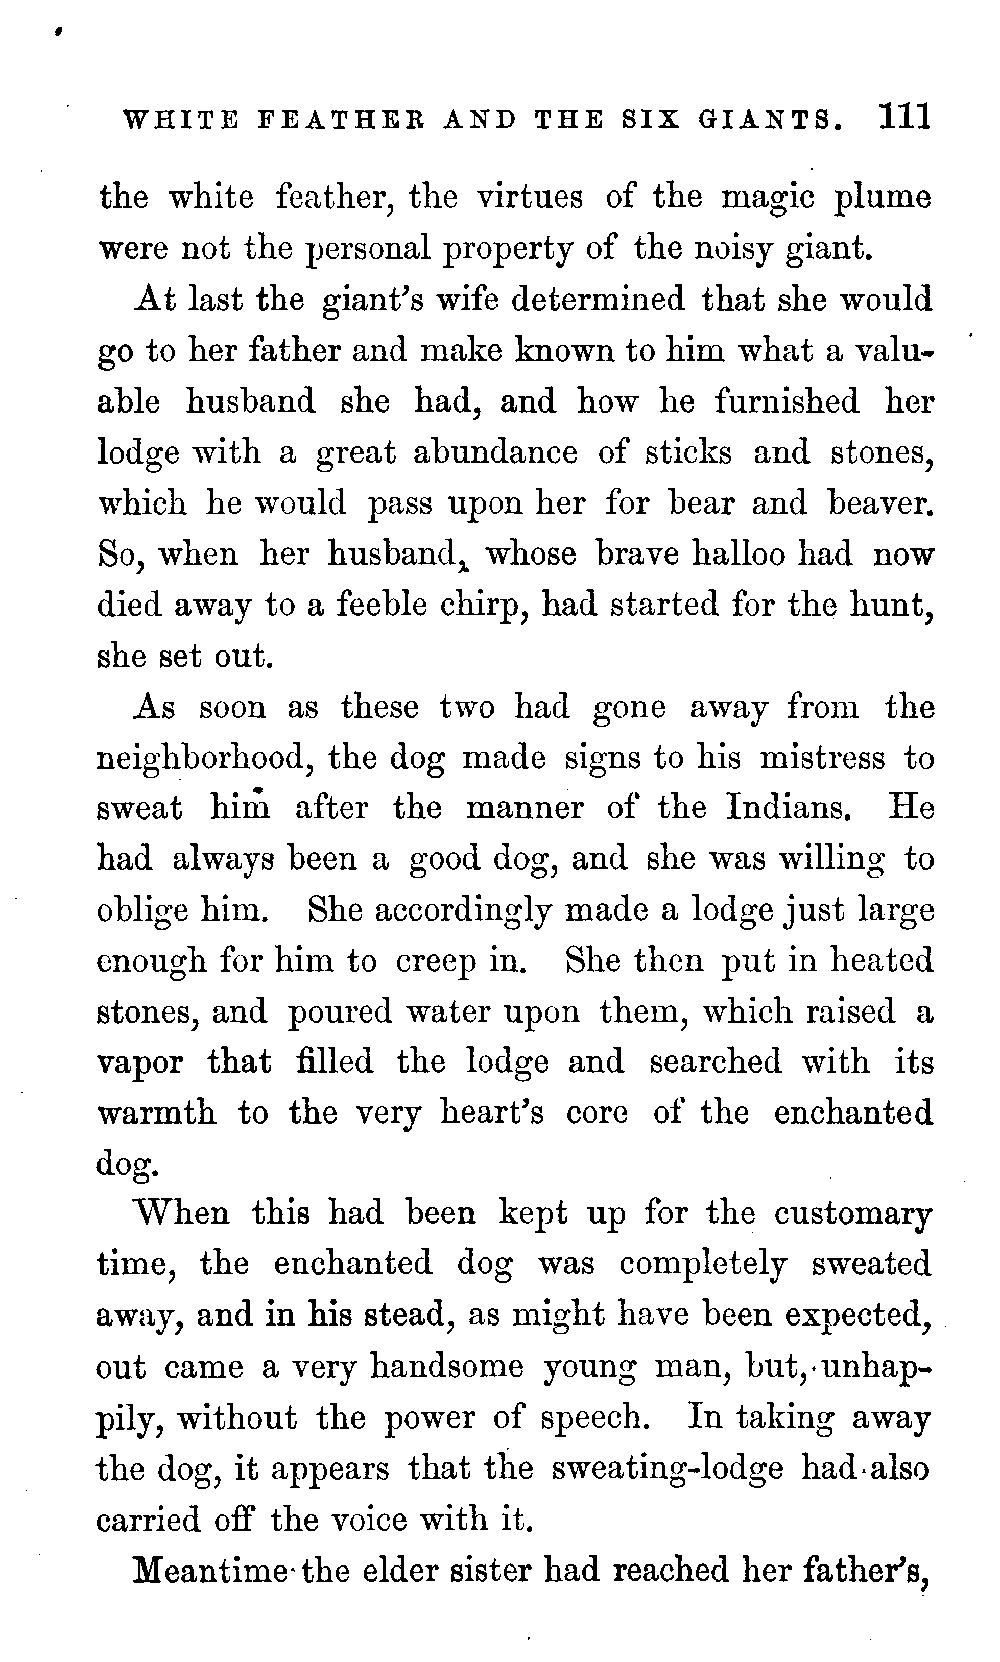 WHITE FEATHER AND THE SIX GIANTS. 111
the white feather, the virtues of the magic plume
were not the personal property of the noisy giant.
At last the giant's wife determined that she would
go to her father and make known to him what a valu-
able husband she had, and how he furnished her
lodge with a great abundance of sticks and stones,
which he would pass upon her for bear and beaver.
So, when her husband, whose brave halloo had now
died away to a feeble chirp, had started for the hunt,
she set out.
As soon as these two had gone away from the
neighborhood, the dog made signs to his mistress to
sweat him after the manner of the Indians. He
had always been a good dog, and she was willing to
oblige him. She accordingly made a lodge just large
enough for him to creep in. She then put in heated
stones, and poured water upon them, which raised a
vapor that filled the lodge and searched with its
warmth to the very heart's core of the enchanted
dog.
When this had been kept up for the customary
time, the enchanted dog was completely sweated
away, and in his stead, as might have been expected,
out came a very handsome young man, but, unhap-
pily, without the power of speech. In taking away
the dog, it appears that the sweating-lodge had also
carried off the voice with it.
Meantime the elder sister had reached her father's,